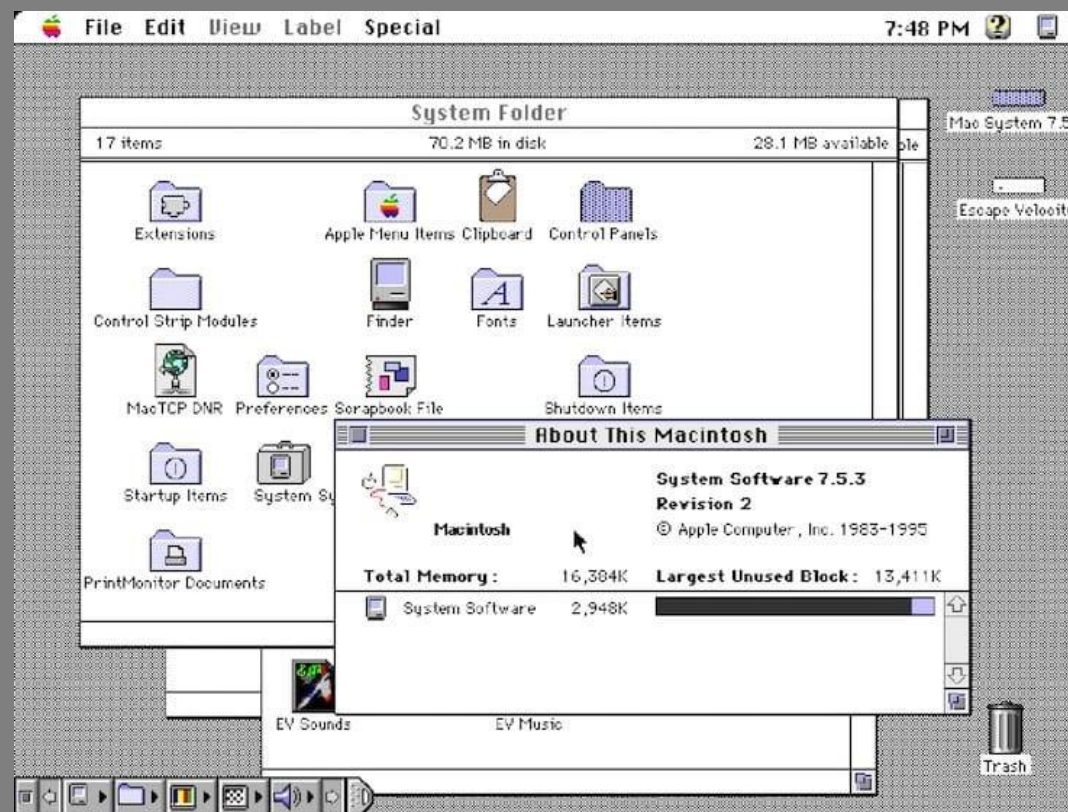 File Edit View Label Special 7:48 PM
System Folder
17 items 70.2 MB in disk 28.1 MB available
ple
Mac System 7.5
Escape Velocit
Extensions Apple Menu Items Clipboard Control Panels
Control Strip Modules Finder Fonts Launcher Items
MacTCP DNR Preferences Scrapbook File Shutdown Items
Startup Items System Sy
PrintMonitor Documents
About This Macintosh
System Software 7.5.3
Revision 2
Macintosh © Apple Computer, Inc. 1983-1995
Total Memory : 16,384K Largest Unused Block : 13,411K
System Software 2,948K
EV Sounds EV Music
Trash